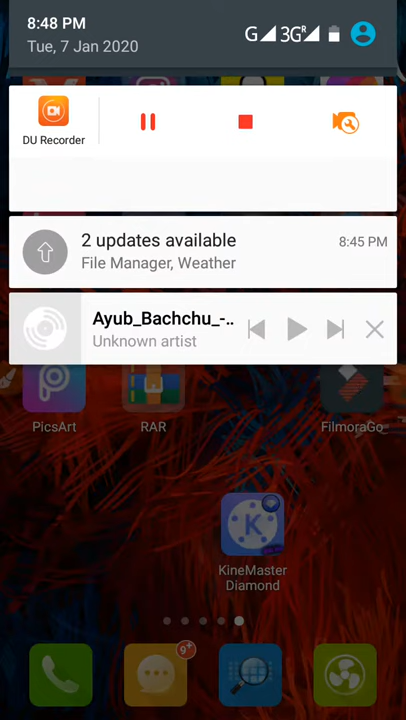 8:48 PM
Tue, 7 Jan 2020
G 3G R
DU Recorder
2 updates available
8:45 PM
File Manager, Weather
Ayub_Bachchu_-..
Unknown artist
PicsArt
RAR
FilmoraGo
K
KineMaster
Diamond
9+